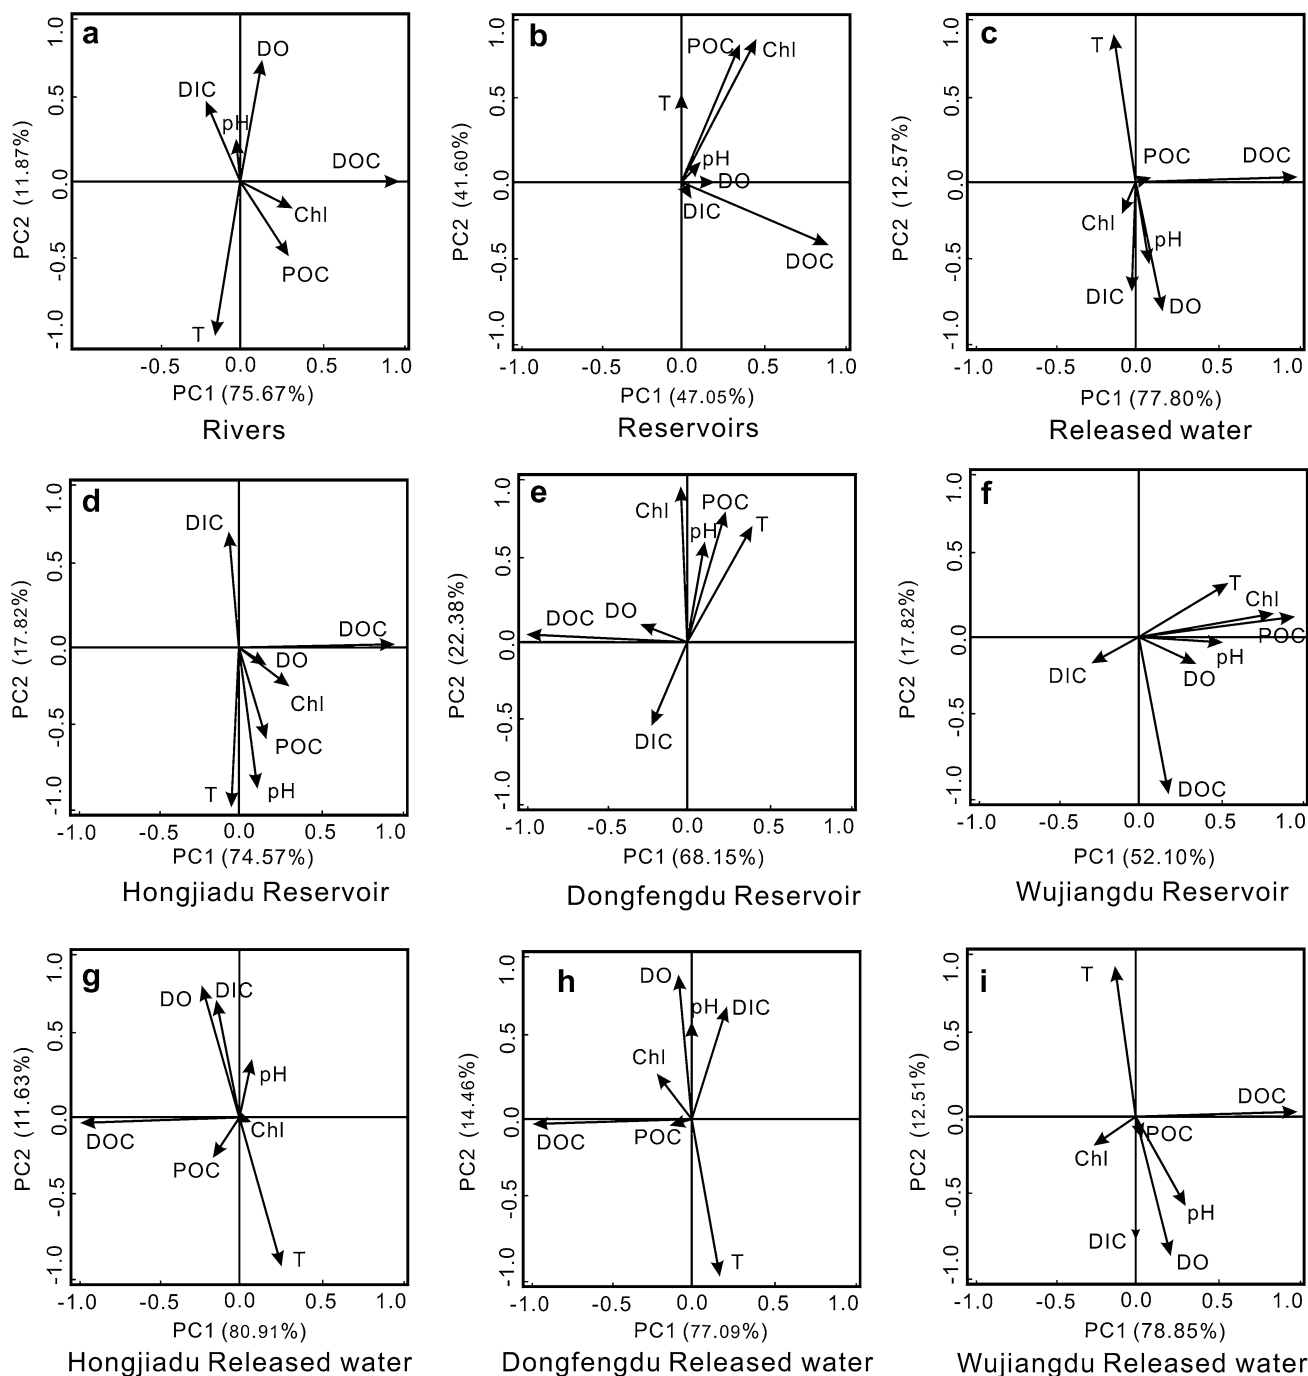 a
DO
DIC
pH
DOC
Chl
POC
T
1.0
0.5
0.0
-0.5
-1.0
PC2 (11.87%)
-0.5 0.0 0.5 1.0
PC1 (75.67%)
Rivers
b
POC
Chl
T
pH
DO
DIC
DOC
1.0
0.5
0.0
-0.5
-1.0
PC2 (41.60%)
-1.0 -0.5 0.0 0.5 1.0
PC1 (47.05%)
Reservoirs
c
T
POC
DOC
Chl
pH
DIC
DO
1.0
0.5
0.0
-0.5
-1.0
PC2 (12.57%)
-1.0 -0.5 0.0 0.5 1.0
PC1 (77.80%)
Released water
d
DIC
DOC
DO
Chl
POC
T
pH
1.0
0.5
0.0
-0.5
-1.0
PC2 (17.82%)
-1.0 -0.5 0.0 0.5 1.0
PC1 (74.57%)
Hongjiadu Reservoir
e
Chl
POC
pH
T
DOC
DO
DIC
1.0
0.5
0.0
-0.5
-1.0
PC2 (22.38%)
-1.0 -0.5 0.0 0.5 1.0
PC1 (68.15%)
Dongfengdu Reservoir
f
T
Chl
POC
pH
DIC
DO
DOC
1.0
0.5
0.0
-0.5
-1.0
PC2 (17.82%)
-1.0 -0.5 0.0 0.5 1.0
PC1 (52.10%)
Wujiangdu Reservoir
g
DO
DIC
pH
DOC
Chl
POC
T
1.0
0.5
0.0
-0.5
-1.0
PC2 (11.63%)
-1.0 -0.5 0.0 0.5 1.0
PC1 (80.91%)
Hongjiadu Released water
h
DO
pH
DIC
Chl
DOC
POC
T
1.0
0.5
0.0
-0.5
-1.0
PC2 (14.46%)
-1.0 -0.5 0.0 0.5 1.0
PC1 (77.09%)
Dongfengdu Released water
i
T
DOC
POC
Chl
pH
DIC
DO
1.0
0.5
0.0
-0.5
-1.0
PC2 (12.51%)
-1.0 -0.5 0.0 0.5 1.0
PC1 (78.85%)
Wujiangdu Released water